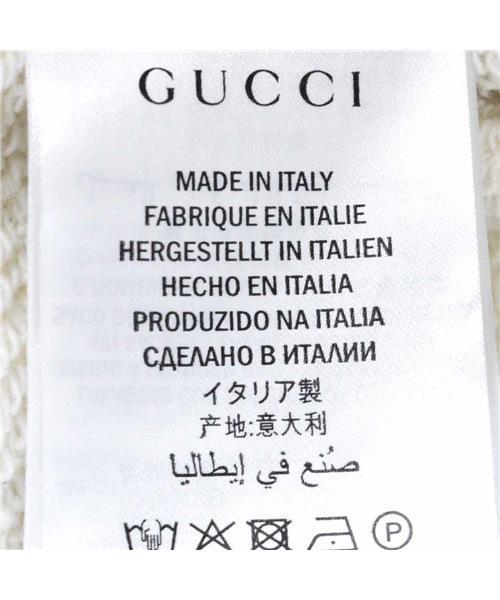 GUCCI
MADE IN ITALY
FABRIQUE EN ITALIE
HERGESTELLT IN ITALIEN
HECHO EN ITALIA
PRODUZIDO NA ITALIA
СДЕЛАНО В ИТАЛИИ
イタリア製
产地:意大利
صُنع في إيطاليا
P